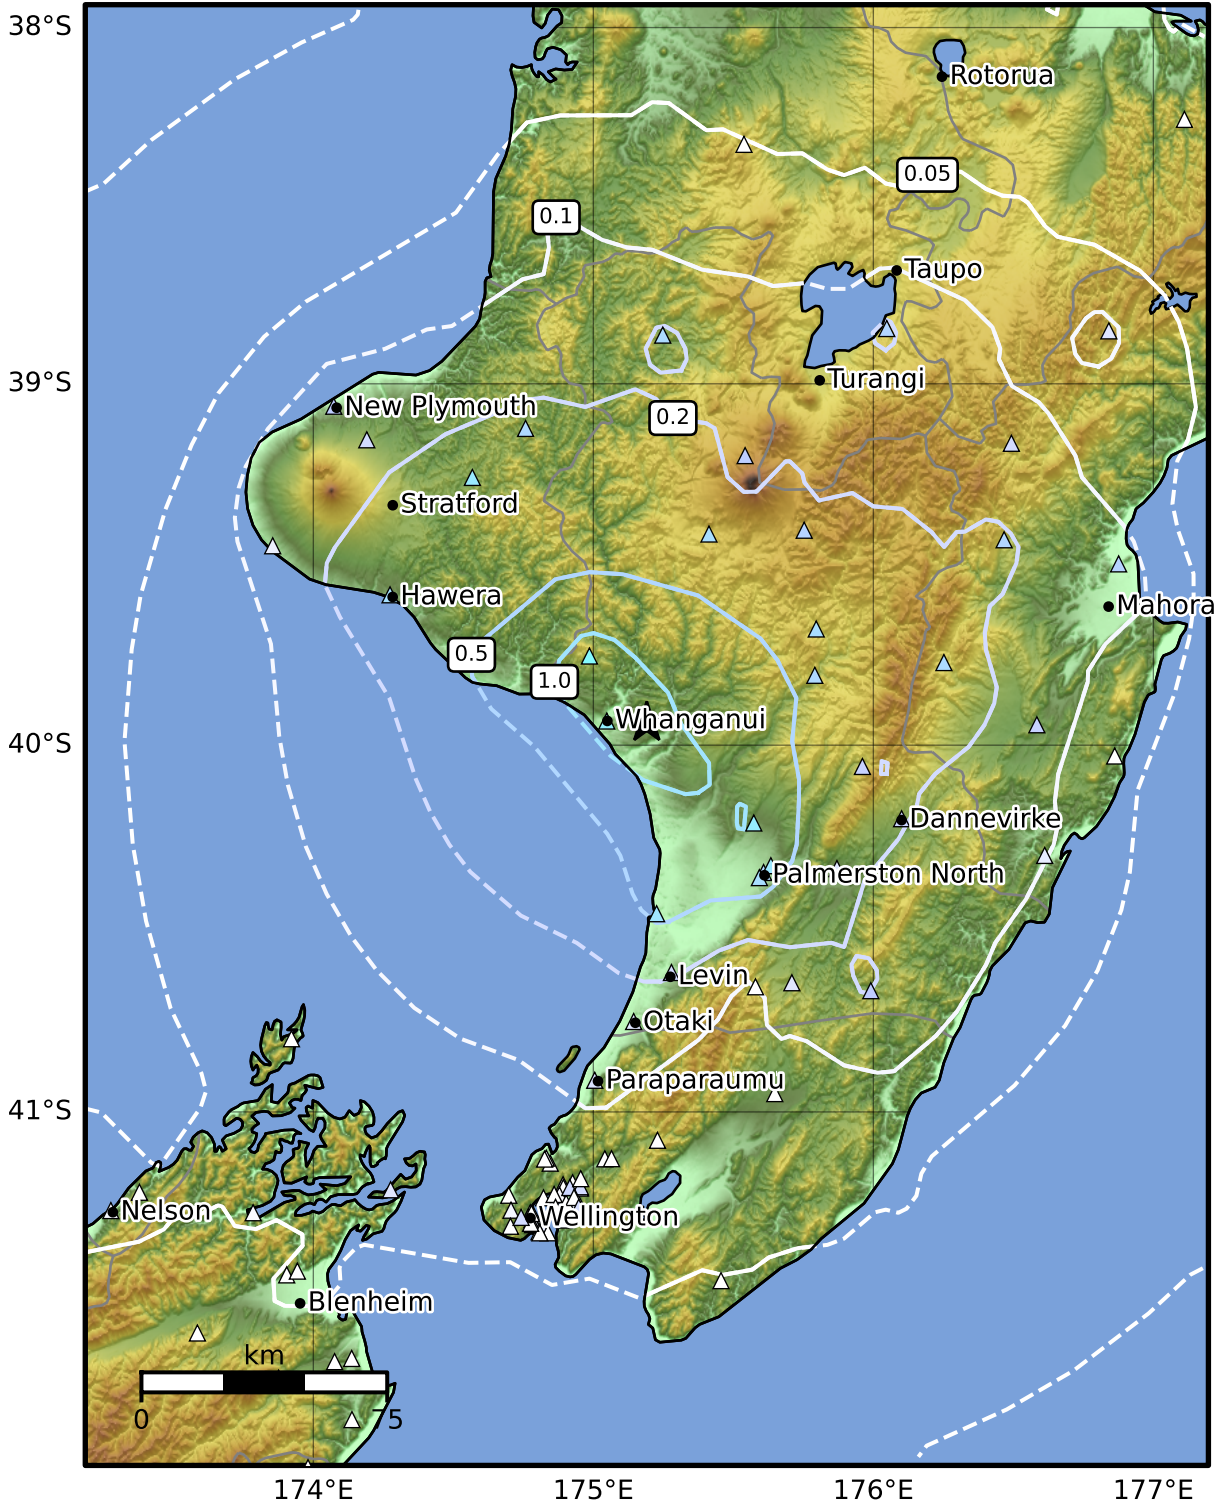 38°S
Rotorua
0.05
0.1
Taupo
39°S
Turangi
New Plymouth
0.2
Stratford
Hawera
Mahora
0.5
1.0
Whanganui
40°S
Dannevirke
Palmerston North
Levin
Otaki
Paraparaumu
41°S
Nelson
Wellington
Blenheim
km
0
75
174°E
175°E
176°E
177°E